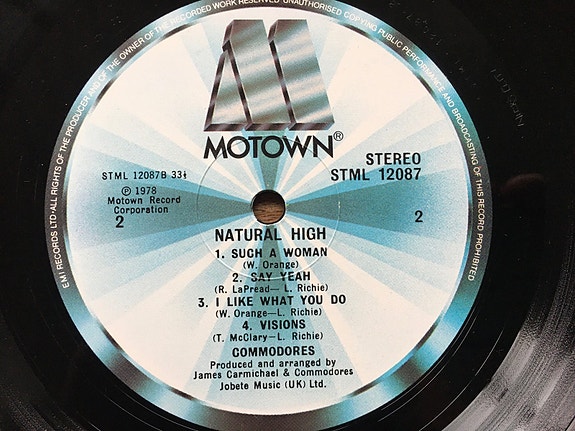 EMI RECORDS LTD·ALL RIGHTS OF THE PRODUCER AND OF THE OWNER OF THE RECORDED WORK RESERVED UNAUTHORISED COPYING PUBLIC PERFORMANCE AND BROADCASTING OF THIS RECORD PROHIBITED
MOTOWN®
STEREO
STML 12087B 33⅓
STML 12087
℗ 1978
Motown Record
Corporation
2
2
NATURAL HIGH
1. SUCH A WOMAN
(W. Orange)
2. SAY YEAH
(R. LaPread— L. Richie)
3. I LIKE WHAT YOU DO
(W. Orange—L. Richie)
4. VISIONS
(T. McClary—L. Richie)
COMMODORES
Produced and arranged by
James Carmichael & Commodores
Jobete Music (UK) Ltd.